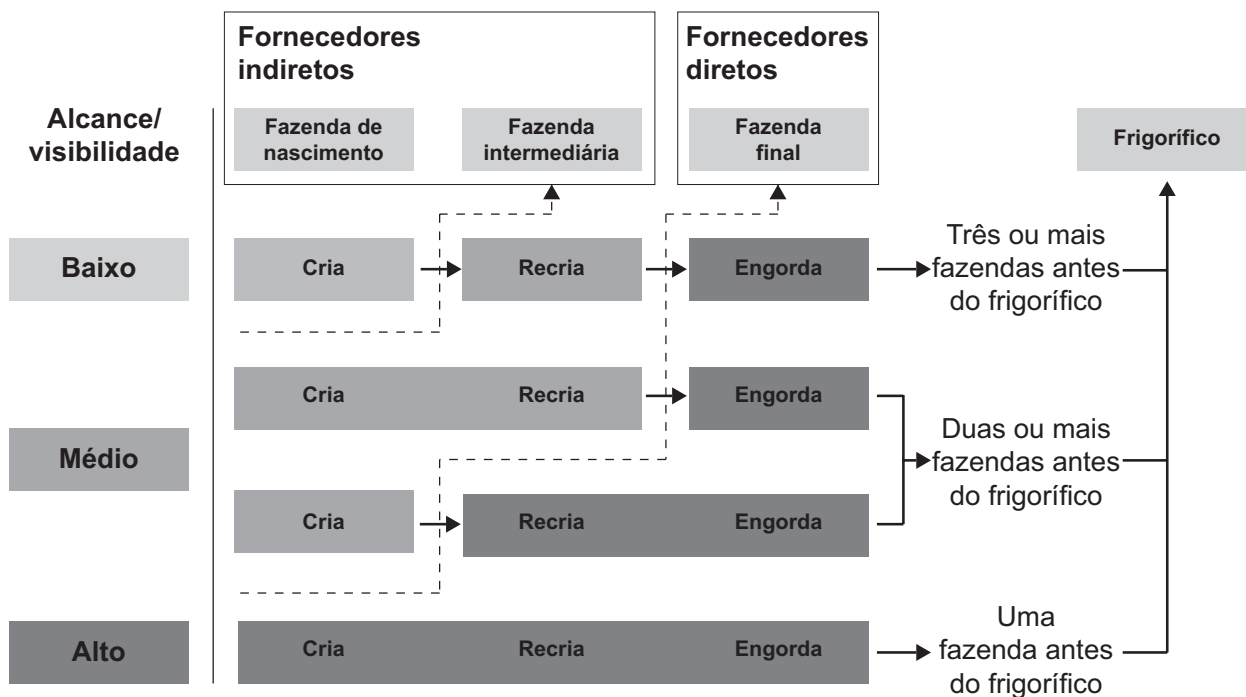 Fornecedores
indiretos
Fornecedores
diretos
Alcance/
visibilidade
Fazenda de
nascimento
Fazenda
intermediária
Fazenda
final
Frigorífico
Baixo
Cria
Recria
Engorda
Três ou mais
fazendas antes
do frigorífico
Médio
Cria
Recria
Engorda
Cria
Recria
Engorda
Duas ou mais
fazendas antes
do frigorífico
Alto
Cria
Recria
Engorda
Uma
fazenda antes
do frigorífico